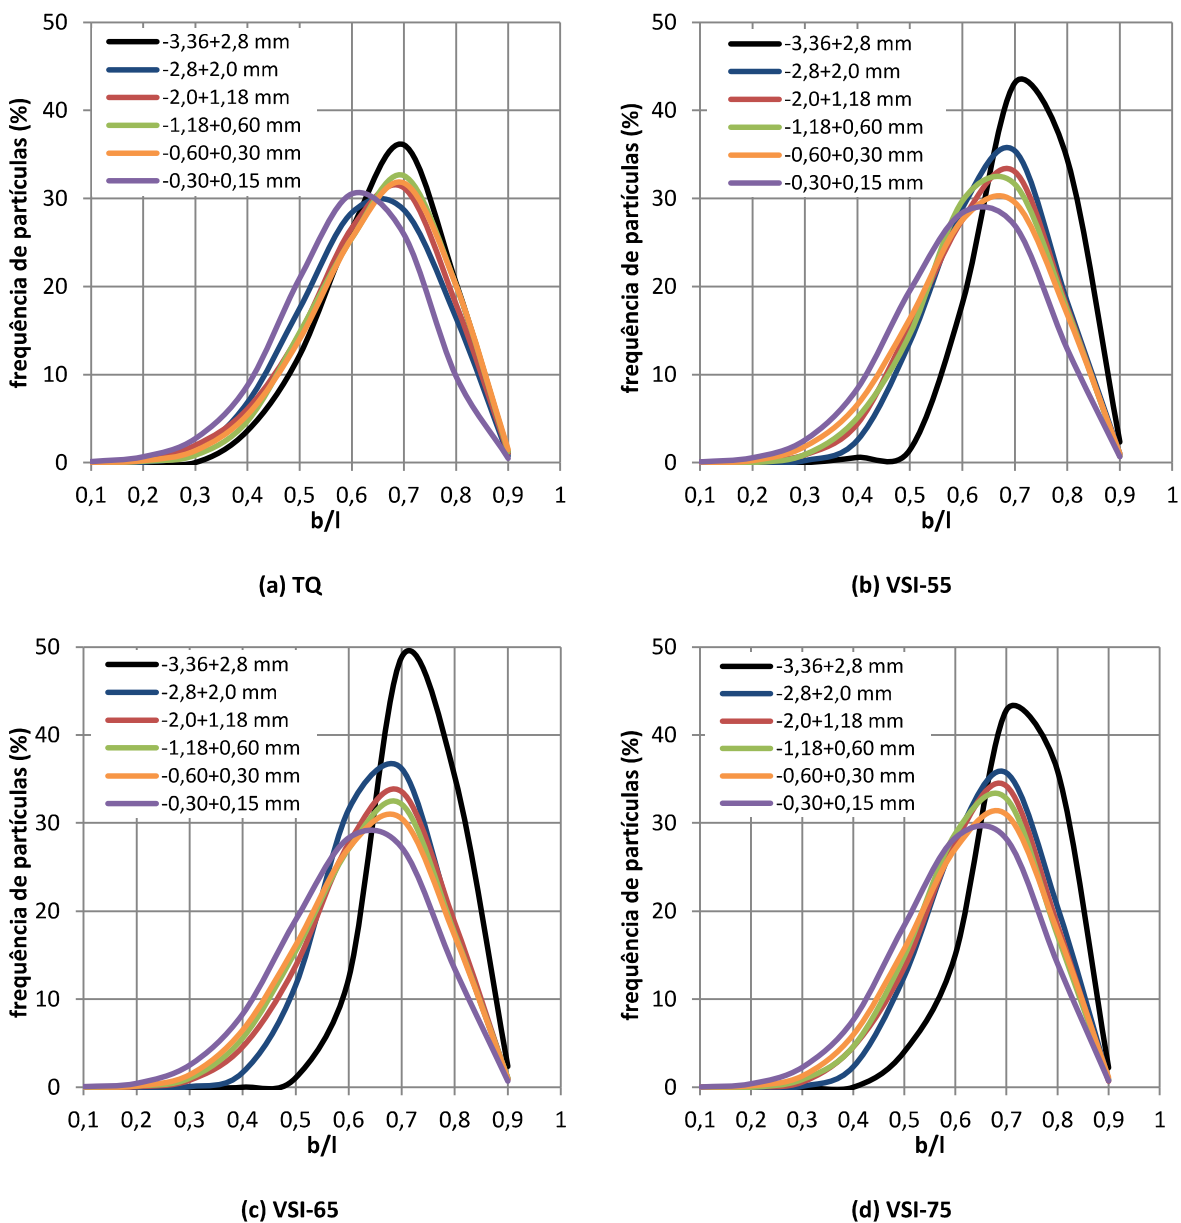 50
40
30
20
10
0
frequência de partículas (%)
-3,36+2,8 mm
-2,8+2,0 mm
-2,0+1,18 mm
-1,18+0,60 mm
-0,60+0,30 mm
-0,30+0,15 mm
0,1 0,2 0,3 0,4 0,5 0,6 0,7 0,8 0,9 1
b/l
(a) TQ
50
40
30
20
10
0
frequência de partículas (%)
-3,36+2,8 mm
-2,8+2,0 mm
-2,0+1,18 mm
-1,18+0,60 mm
-0,60+0,30 mm
-0,30+0,15 mm
0,1 0,2 0,3 0,4 0,5 0,6 0,7 0,8 0,9 1
b/l
(b) VSI-55
50
40
30
20
10
0
frequência de partículas (%)
-3,36+2,8 mm
-2,8+2,0 mm
-2,0+1,18 mm
-1,18+0,60 mm
-0,60+0,30 mm
-0,30+0,15 mm
0,1 0,2 0,3 0,4 0,5 0,6 0,7 0,8 0,9 1
b/l
(c) VSI-65
50
40
30
20
10
0
frequência de partículas (%)
-3,36+2,8 mm
-2,8+2,0 mm
-2,0+1,18 mm
-1,18+0,60 mm
-0,60+0,30 mm
-0,30+0,15 mm
0,1 0,2 0,3 0,4 0,5 0,6 0,7 0,8 0,9 1
b/l
(d) VSI-75